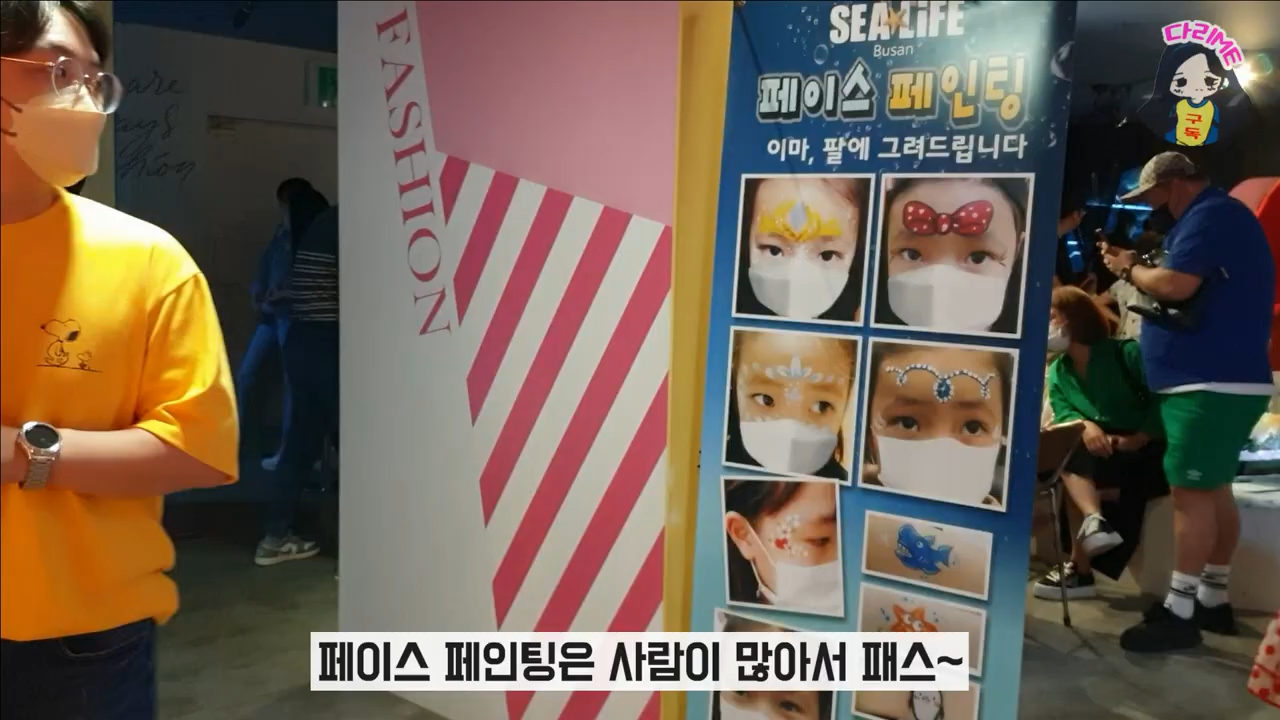 FASHION
SEA LiFE
Busan
페이스 페인팅
이마, 팔에 그려드립니다
다리ME
구독
are
페이스 페인팅은 사람이 많아서 패스~